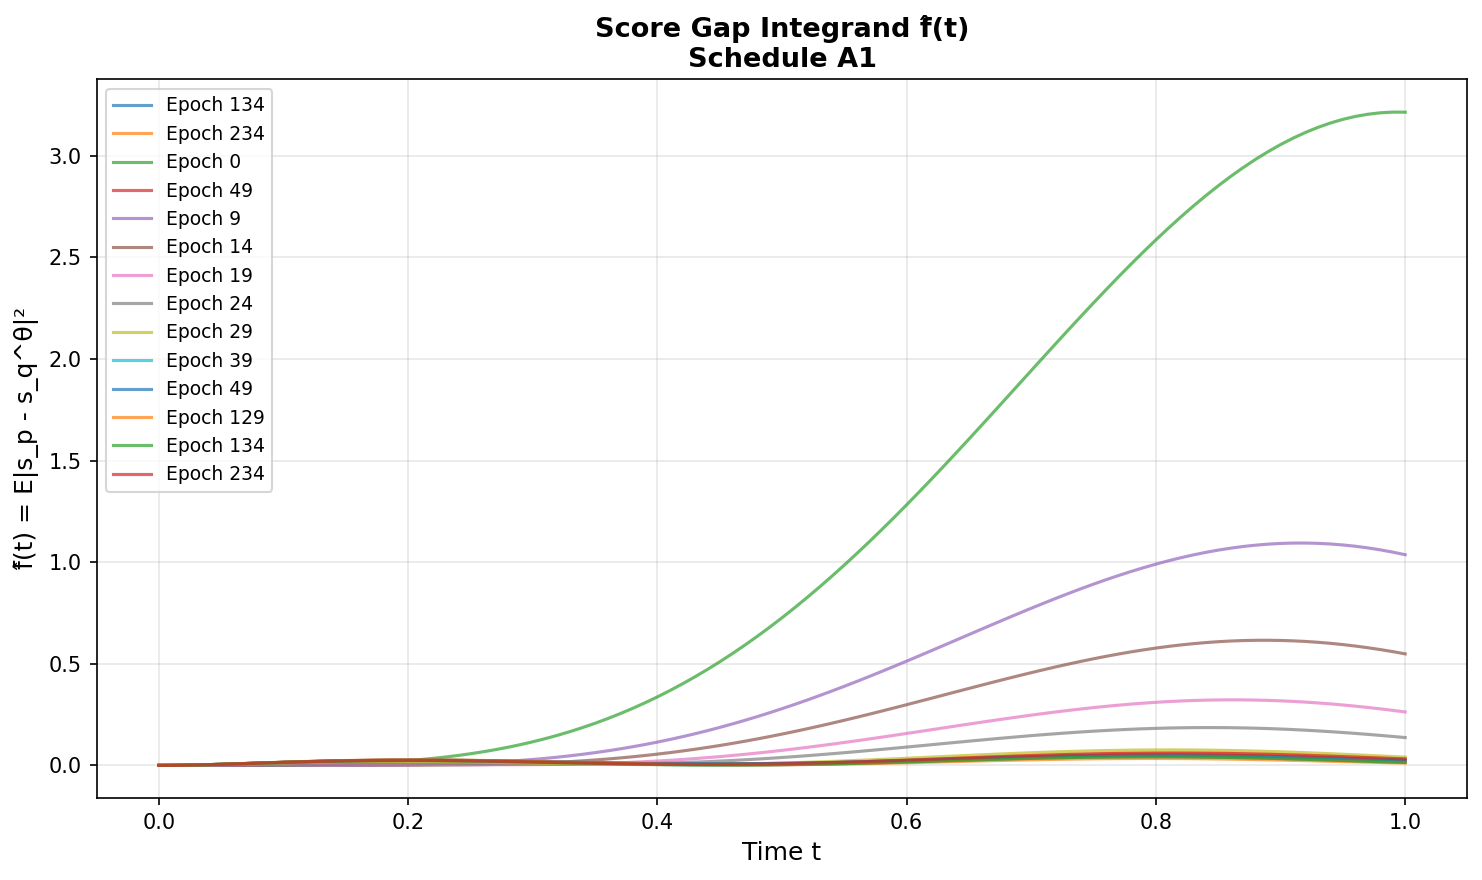 Score Gap Integrand f̂(t)
Schedule A1
f̂(t) = E|s_p - s_q^θ|²
3.0
2.5
2.0
1.5
1.0
0.5
0.0
Epoch 134
Epoch 234
Epoch 0
Epoch 49
Epoch 9
Epoch 14
Epoch 19
Epoch 24
Epoch 29
Epoch 39
Epoch 49
Epoch 129
Epoch 134
Epoch 234
0.0 0.2 0.4 0.6 0.8 1.0
Time t